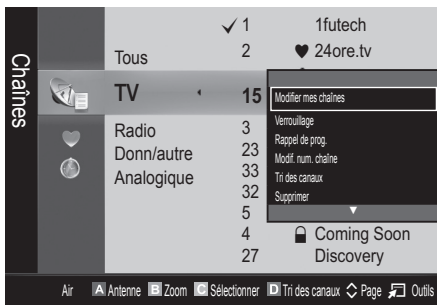 Chaînes
Tous
TV
Radio
Donn/autre
Analogique
1 1futech
2 ♥ 24ore.tv
15
3
23
33
32
5
4 Coming Soon
27 Discovery
Modifier mes chaînes
Verrouillage
Rappel de prog.
Modif. num. chaîne
Tri des canaux
Supprimer
▼
Air A Antenne B Zoom C Sélectionner D Tri des canaux Page Outils